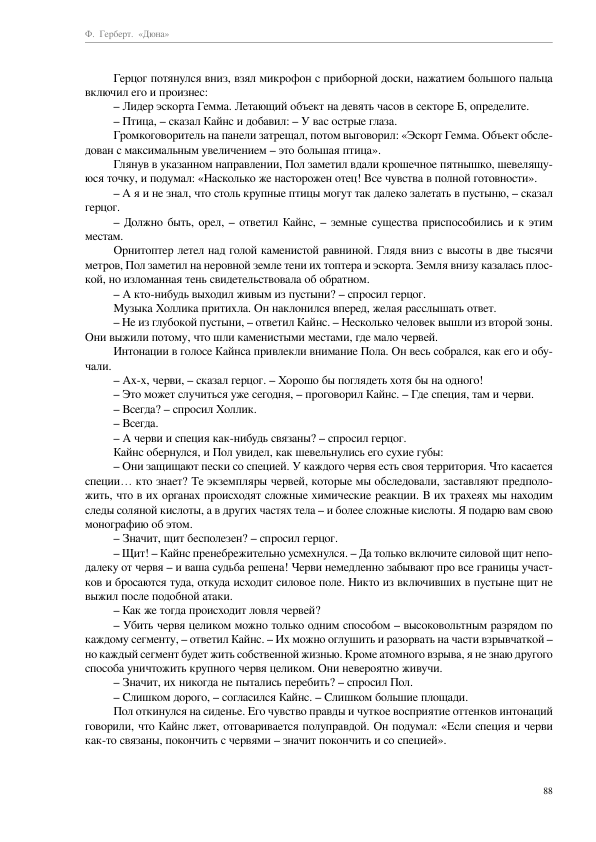 Ф. Герберт. «Дюна»
Герцог потянулся вниз, взял микрофон с приборной доски, нажатием большого пальца
включил его и произнес:
– Лидер эскорта Гемма. Летающий объект на девять часов в секторе Б, определите.
– Птица, – сказал Кайнс и добавил: – У вас острые глаза.
Громкоговоритель на панели затрещал, потом выговорил: «Эскорт Гемма. Объект обсле-
дован с максимальным увеличением – это большая птица».
Глянув в указанном направлении, Пол заметил вдали крошечное пятнышко, шевелящу-
юся точку, и подумал: «Насколько же насторожен отец! Все чувства в полной готовности».
– А я и не знал, что столь крупные птицы могут так далеко залетать в пустыню, – сказал
герцог.
– Должно быть, орел, – ответил Кайнс, – земные существа приспособились и к этим
местам.
Орнитоптер летел над голой каменистой равниной. Глядя вниз с высоты в две тысячи
метров, Пол заметил на неровной земле тени их топтера и эскорта. Земля внизу казалась плос-
кой, но изломанная тень свидетельствовала об обратном.
– А кто-нибудь выходил живым из пустыни? – спросил герцог.
Музыка Холлика притихла. Он наклонился вперед, желая расслышать ответ.
– Не из глубокой пустыни, – ответил Кайнс. – Несколько человек вышли из второй зоны.
Они выжили потому, что шли каменистыми местами, где мало червей.
Интонации в голосе Кайнса привлекли внимание Пола. Он весь собрался, как его и обу-
чали.
– Ах-х, черви, – сказал герцог. – Хорошо бы поглядеть хотя бы на одного!
– Это может случиться уже сегодня, – проговорил Кайнс. – Где специя, там и черви.
– Всегда? – спросил Холлик.
– Всегда.
– А черви и специя как-нибудь связаны? – спросил герцог.
Кайнс обернулся, и Пол увидел, как шевельнулись его сухие губы:
– Они защищают пески со специей. У каждого червя есть своя территория. Что касается
специи… кто знает? Те экземпляры червей, которые мы обследовали, заставляют предполо-
жить, что в их органах происходят сложные химические реакции. В их трахеях мы находим
следы соляной кислоты, а в других частях тела – и более сложные кислоты. Я подарю вам свою
монографию об этом.
– Значит, щит бесполезен? – спросил герцог.
– Щит! – Кайнс пренебрежительно усмехнулся. – Да только включите силовой щит непо-
далеку от червя – и ваша судьба решена! Черви немедленно забывают про все границы участ-
ков и бросаются туда, откуда исходит силовое поле. Никто из включивших в пустыне щит не
выжил после подобной атаки.
– Как же тогда происходит ловля червей?
– Убить червя целиком можно только одним способом – высоковольтным разрядом по
каждому сегменту, – ответил Кайнс. – Их можно оглушить и разорвать на части взрывчаткой –
но каждый сегмент будет жить собственной жизнью. Кроме атомного взрыва, я не знаю другого
способа уничтожить крупного червя целиком. Они невероятно живучи.
– Значит, их никогда не пытались перебить? – спросил Пол.
– Слишком дорого, – согласился Кайнс. – Слишком большие площади.
Пол откинулся на сиденье. Его чувство правды и чуткое восприятие оттенков интонаций
говорили, что Кайнс лжет, отговаривается полуправдой. Он подумал: «Если специя и черви
как-то связаны, покончить с червями – значит покончить и со специей».
88